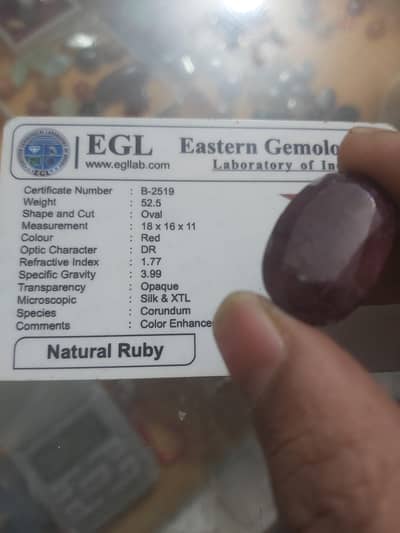 EGL Eastern Gemolo
www.egllab.com Laboratory of In
EGL
Certificate Number : B-2519
Weight : 52.5
Shape and Cut : Oval
Measurement : 18 x 16 x 11
Colour : Red
Optic Character : DR
Refractive Index : 1.77
Specific Gravity : 3.99
Transparency : Opaque
Microscopic : Silk & XTL
Species : Corundum
Comments : Color Enhance
Natural Ruby